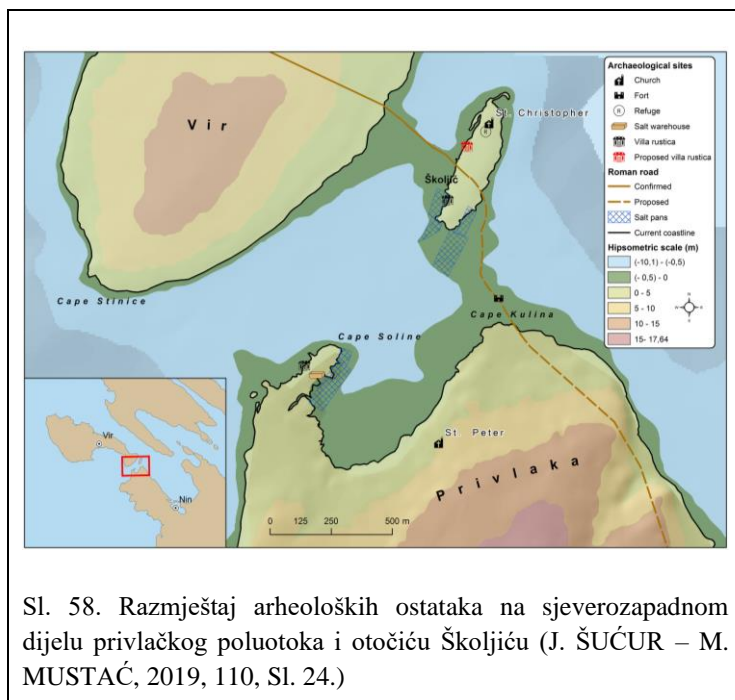 Archaeological sites
Church
Fort
Refuge
Salt warehouse
Villa rustica
Proposed villa rustica
Roman road
Confirmed
Proposed
Salt pans
Current coastline
Hipsometric scale (m)
(-10,1) - (-0,5)
(- 0,5) - 0
0 - 5
5 - 10
10 - 15
15- 17,64
N
E
S
W
Vir
St. Christopher
R
Školjić
Cape Stinice
Cape Kulina
Cape Soline
St. Peter
Privlaka
Vir
Nin
0 125 250 500 m
Sl. 58. Razmještaj arheoloških ostataka na sjeverozapadnom
dijelu privlačkog poluotoka i otočiću Školjiću (J. ŠUĆUR – M.
MUSTAĆ, 2019, 110, Sl. 24.)